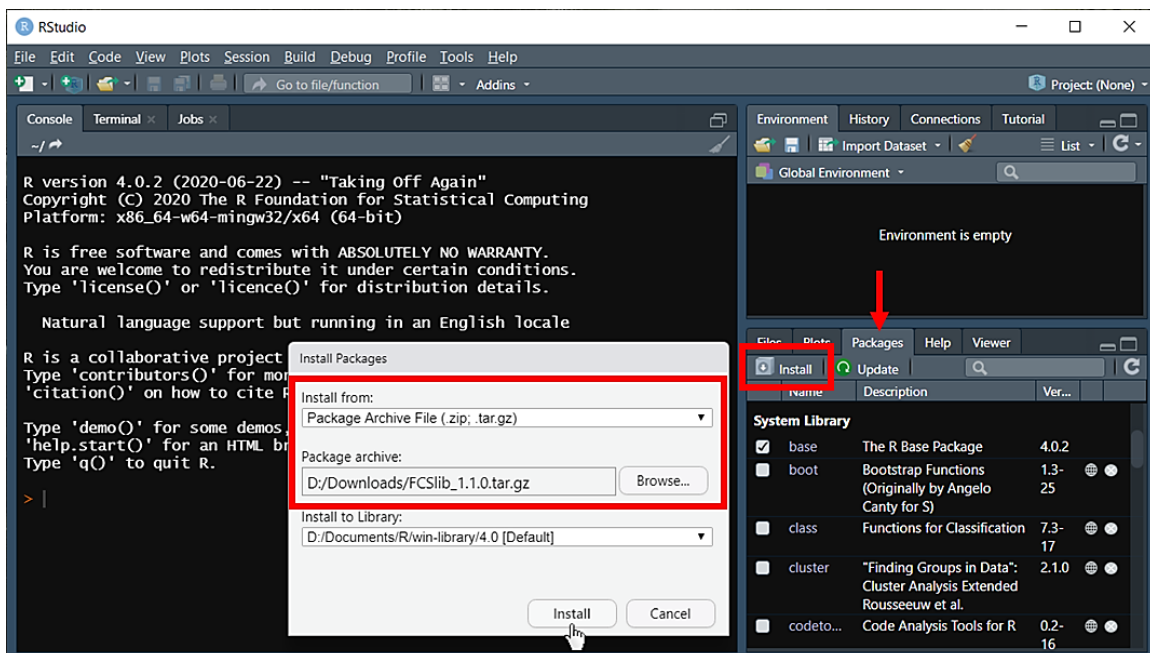 RStudio
File Edit Code View Plots Session Build Debug Profile Tools Help
Go to file/function Addins Project: (None)
Console Terminal Jobs
~/
R version 4.0.2 (2020-06-22) -- "Taking Off Again"
Copyright (C) 2020 The R Foundation for Statistical Computing
Platform: x86_64-w64-mingw32/x64 (64-bit)
R is free software and comes with ABSOLUTELY NO WARRANTY.
You are welcome to redistribute it under certain conditions.
Type 'license()' or 'licence()' for distribution details.
Natural language support but running in an English locale
R is a collaborative project
Type 'contributors()' for mor
'citation()' on how to cite R
Type 'demo()' for some demos,
'help.start()' for an HTML br
Type 'q()' to quit R.
>
Install Packages
Install from:
Package Archive File (.zip; .tar.gz)
Package archive:
D:/Downloads/FCSlib_1.1.0.tar.gz
Browse...
Install to Library:
D:/Documents/R/win-library/4.0 [Default]
Install Cancel
Environment History Connections Tutorial
Import Dataset List
Global Environment
Environment is empty
Files Plots Packages Help Viewer
Install Update
Name Description Ver...
System Library
base The R Base Package 4.0.2
boot Bootstrap Functions 1.3-
(Originally by Angelo 25
Canty for S)
class Functions for Classification 7.3-
17
cluster "Finding Groups in Data": 2.1.0
Cluster Analysis Extended
Rousseeuw et al.
codeto... Code Analysis Tools for R 0.2-
16